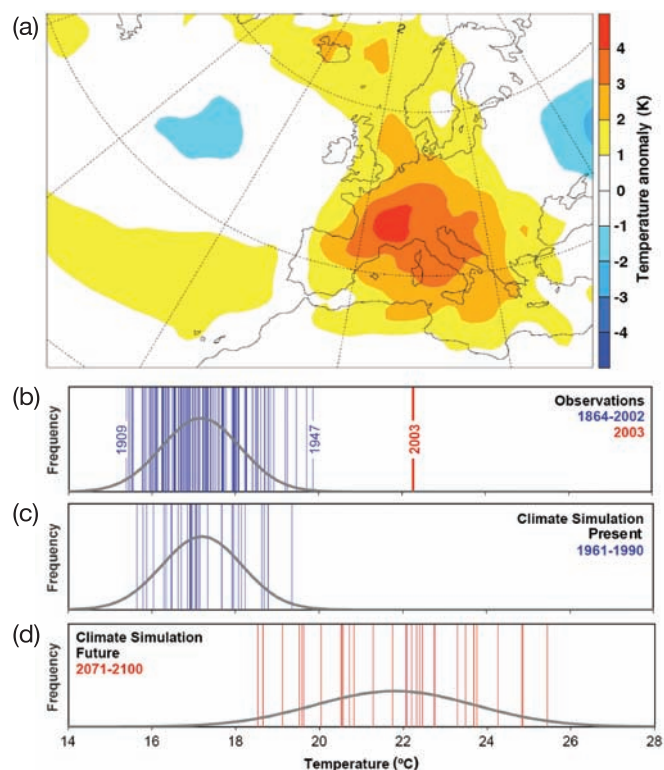 (a)
2
4
3
2
1
0
-1
-2
-3
-4
Temperature anomaly (K)
(b)
Frequency
1909
1947
2003
Observations
1864-2002
2003
(c)
Frequency
Climate Simulation
Present
1961-1990
(d)
Frequency
Climate Simulation
Future
2071-2100
14 16 18 20 22 24 26 28
Temperature (ºC)